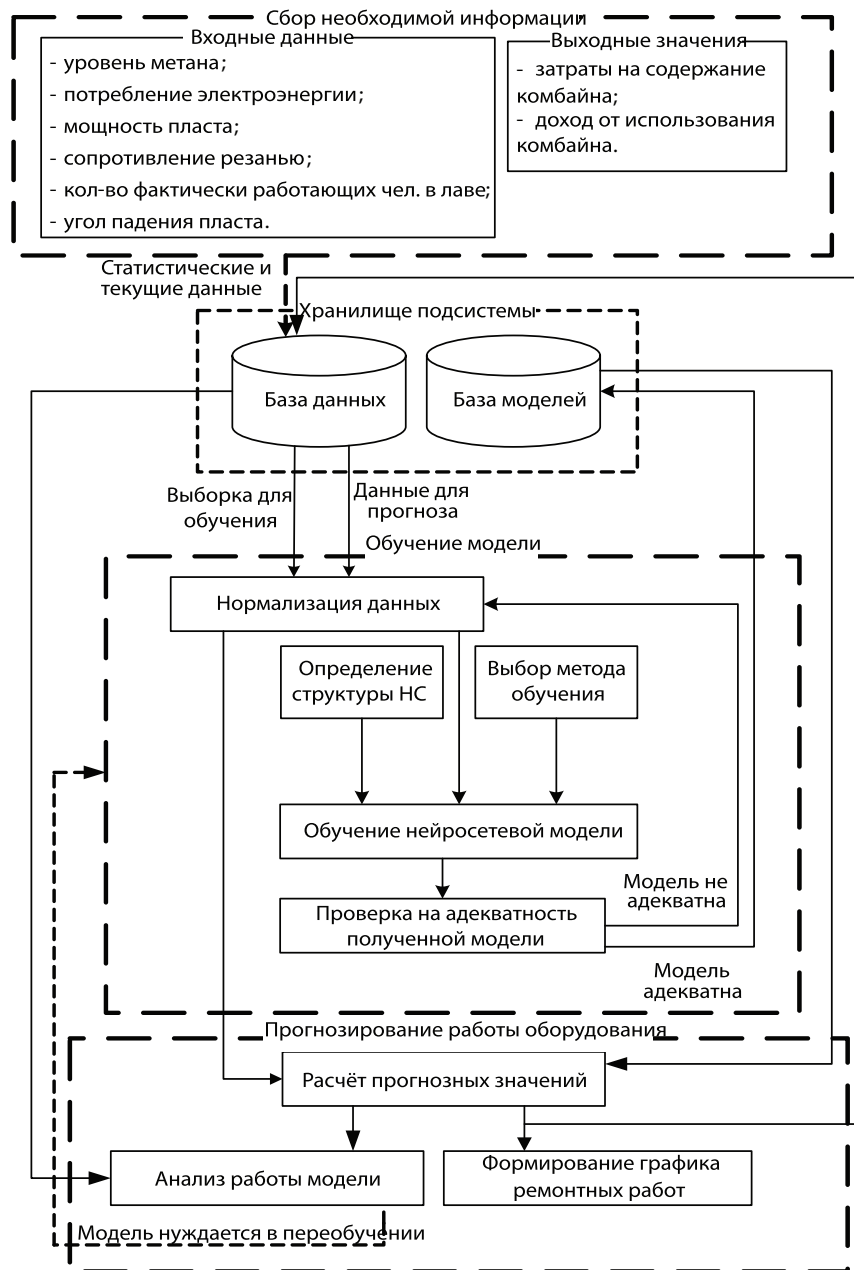 Сбор необходимой информации
Входные данные
- уровень метана;
- потребление электроэнергии;
- мощность пласта;
- сопротивление резанью;
- кол-во фактически работающих чел. в лаве;
- угол падения пласта.
Выходные значения
- затраты на содержание
комбайна;
- доход от использования
комбайна.
Статистические и
текущие данные
Хранилище подсистемы
База данных
База моделей
Выборка для
обучения
Данные для
прогноза
Обучение модели
Нормализация данных
Определение
структуры НС
Выбор метода
обучения
Обучение нейросетевой модели
Проверка на адекватность
полученной модели
Модель не
адекватна
Модель
адекватна
Прогнозирование работы оборудования
Расчёт прогнозных значений
Анализ работы модели
Формирование графика
ремонтных работ
Модель нуждается в переобучении